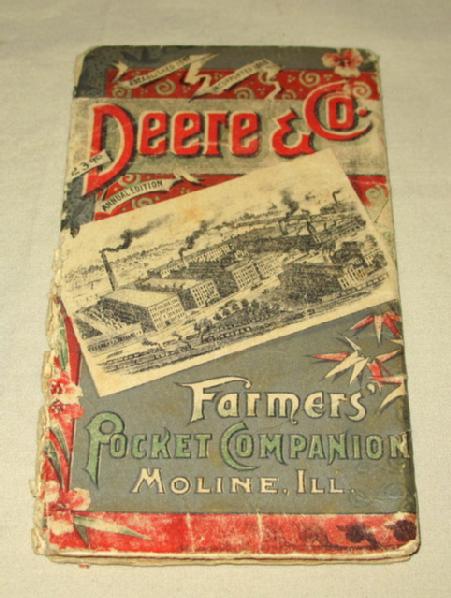 Deere & Co.
ANNUAL EDITION
Farmers'
POCKET COMPANION
MOLINE, ILL.